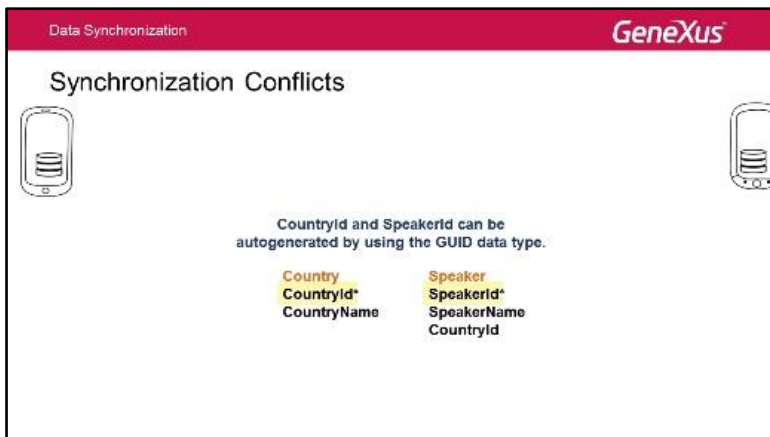 Data Synchronization
GeneXus
Synchronization Conflicts
CountryId and SpeakerId can be
autogenerated by using the GUID data type.
Country Speaker
CountryId* SpeakerId*
CountryName SpeakerName
CountryId